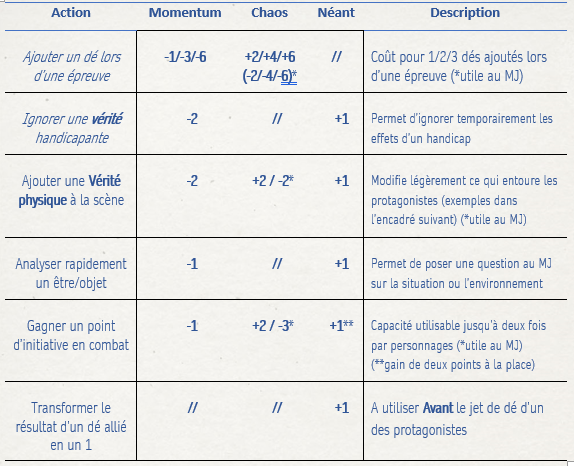 Action Momentum Chaos Néant Description
Ajouter un dé lors -1/-3/-6 +2/+4/+6 // Coût pour 1/2/3 dés ajoutés lors
d'une épreuve (-2/-4/-6)* d'une épreuve (*utile au MJ)
Ignorer une vérité -2 // +1 Permet d'ignorer temporairement les
handicapante effets d'un handicap
Ajouter une Vérité -2 +2 / -2* +1 Modifie légèrement ce qui entoure les
physique à la scène protagonistes (exemples dans
l'encadré suivant) (*utile au MJ)
Analyser rapidement -1 // +1 Permet de poser une question au MJ
un être/objet sur la situation ou l'environnement
Gagner un point -1 +2 / -3* +1** Capacité utilisable jusqu'à deux fois
d'initiative en combat par personnages (*utile au MJ)
(**gain de deux points à la place)
Transformer le // // +1 A utiliser Avant le jet de dé d'un
résultat d'un dé allié des protagonistes
en un 1